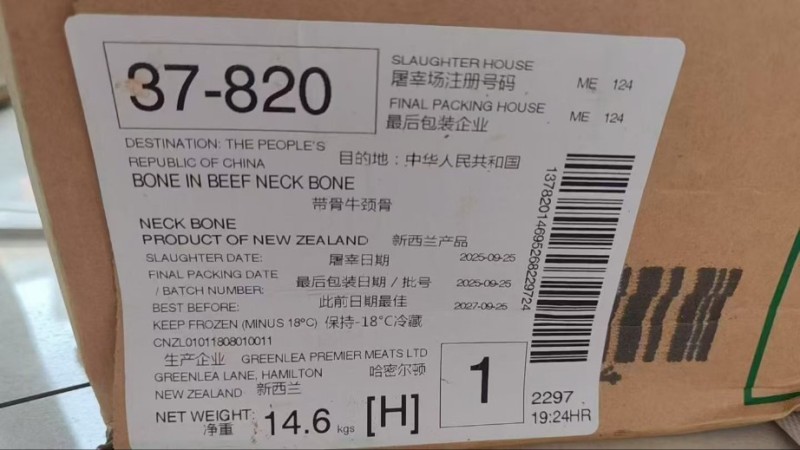 37-820
SLAUGHTER HOUSE
屠宰场注册号码 ME 124
FINAL PACKING HOUSE
最后包装企业 ME 124
DESTINATION: THE PEOPLE'S
REPUBLIC OF CHINA 目的地：中华人民共和国
BONE IN BEEF NECK BONE
带骨牛颈骨
NECK BONE
PRODUCT OF NEW ZEALAND 新西兰产品
SLAUGHTER DATE: 屠宰日期 2025-09-25
FINAL PACKING DATE
/ BATCH NUMBER: 最后包装日期 / 批号 2025-09-25
BEST BEFORE: 此前日期最佳 2027-09-25
KEEP FROZEN (MINUS 18ºC) 保持-18°C冷藏
CNZL01011808010011
生产企业 GREENLEA PREMIER MEATS LTD
GREENLEA LANE, HAMILTON 哈密尔顿
NEW ZEALAND 新西兰
NET WEIGHT:
净重 14.6 kgs [H]
1
2297
19:24HR
13782014695268229724